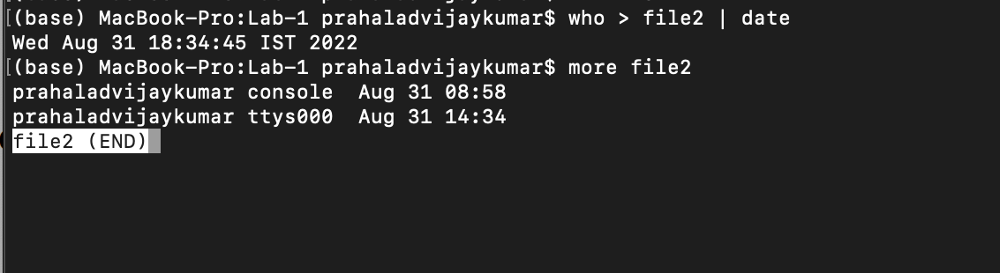 [(base) MacBook-Pro:Lab-1 prahaladvijaykumar$ who > file2 | date
Wed Aug 31 18:34:45 IST 2022
[(base) MacBook-Pro:Lab-1 prahaladvijaykumar$ more file2
prahaladvijaykumar console  Aug 31 08:58
prahaladvijaykumar ttys000  Aug 31 14:34
file2 (END)